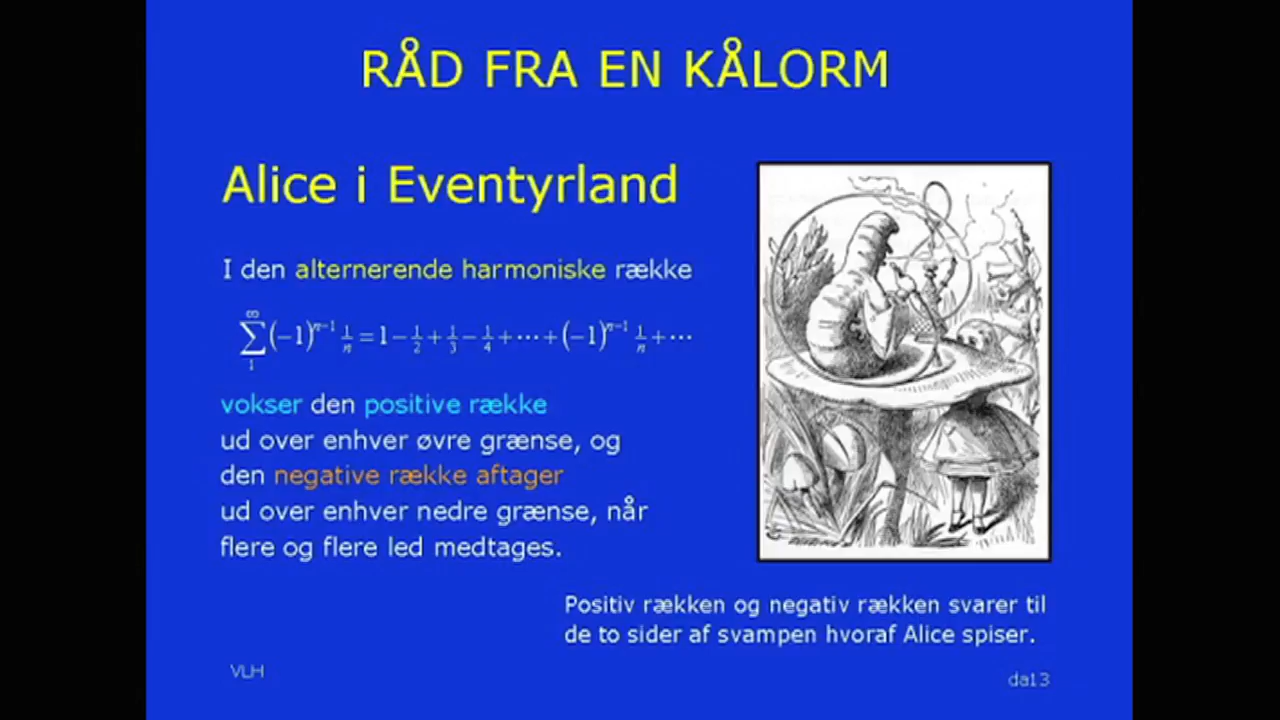 RÅD FRA EN KÅLORM
Alice i Eventyrland
I den alternerende harmoniske række
∑_{1}^{∞} (−1)^{n−1} 1/n = 1 − 1/2 + 1/3 − 1/4 + ⋯ + (−1)^{n−1} 1/n + ⋯
vokser den positive række
ud over enhver øvre grænse, og
den negative række aftager
ud over enhver nedre grænse, når
flere og flere led medtages.
Positiv rækken og negativ rækken svarer til
de to sider af svampen hvoraf Alice spiser.
VLH
da13